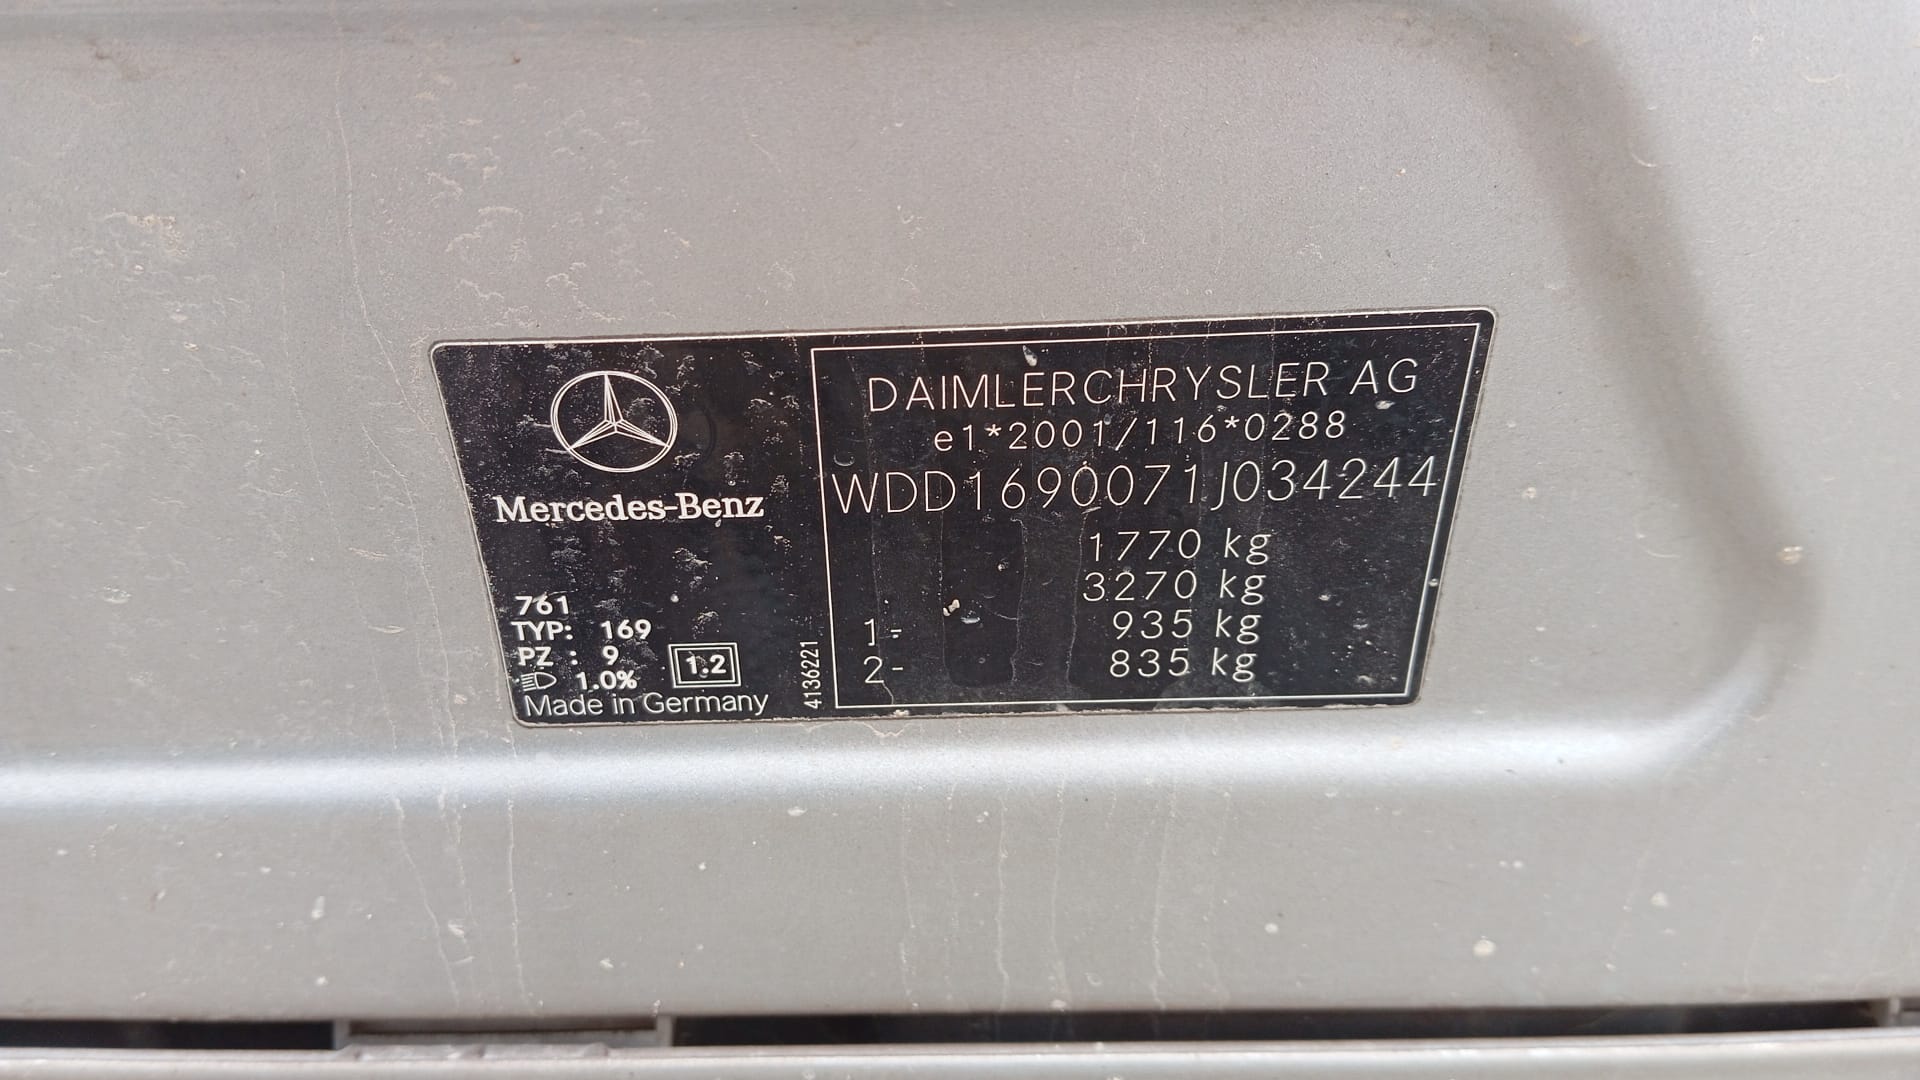 Mercedes-Benz
761
TYP: 169
PZ : 9
1.0%
1.2
Made in Germany
4136221
DAIMLERCHRYSLER AG
e1*2001/116*0288
WDD1690071J034244
1770 kg
3270 kg
1- 935 kg
2- 835 kg